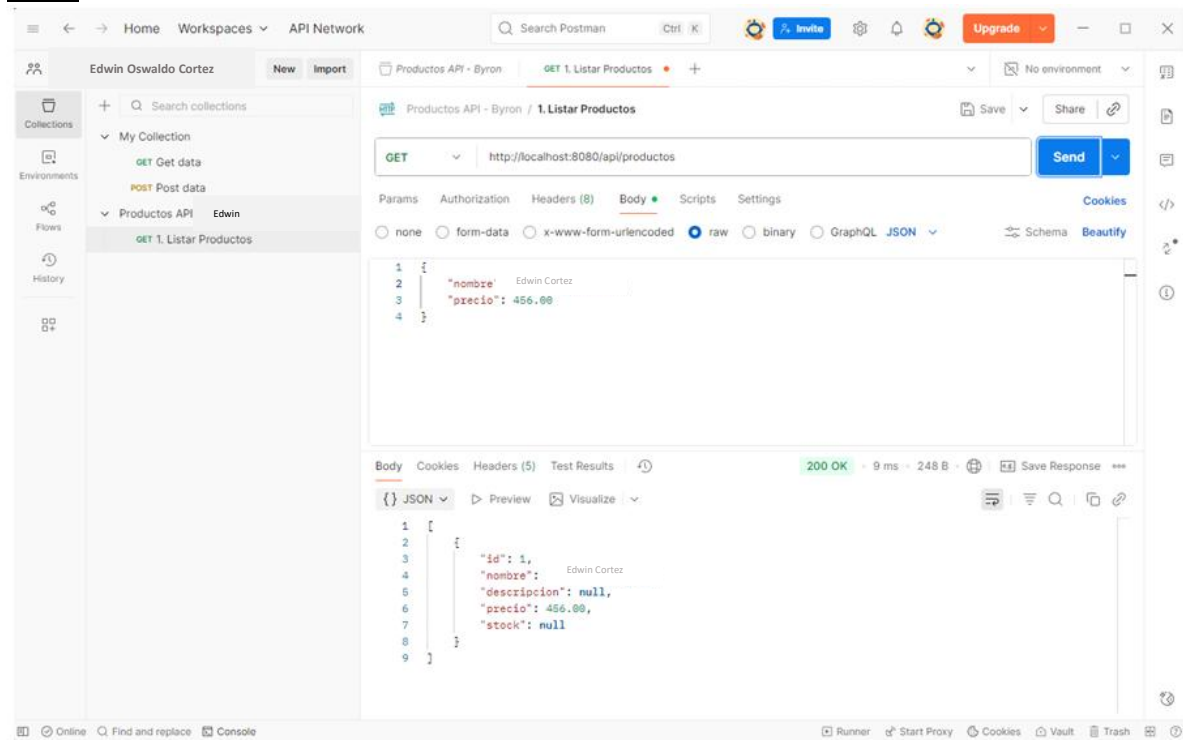 Home Workspaces API Network Search Postman Ctrl K Invite Upgrade
Edwin Oswaldo Cortez New Import Productos API - Byron GET 1. Listar Productos + No environment
Collections
Environments
Flows
History
+ Search collections
My Collection
GET Get data
POST Post data
Productos API Edwin
GET 1. Listar Productos
HTTP Productos API - Byron / 1. Listar Productos Save Share
GET http://localhost:8080/api/productos Send
Params Authorization Headers (8) Body Scripts Settings Cookies
none form-data x-www-form-urlencoded raw binary GraphQL JSON Schema Beautify
1 {
2 "nombre' Edwin Cortez
3 "precio": 456.00
4 }
Body Cookies Headers (5) Test Results 200 OK 9 ms 248 B Save Response
{} JSON Preview Visualize
1 [
2 {
3 "id": 1,
4 "nombre": Edwin Cortez
5 "descripcion": null,
6 "precio": 456.00,
7 "stock": null
8 }
9 ]
Online Find and replace Console Runner Start Proxy Cookies Vault Trash